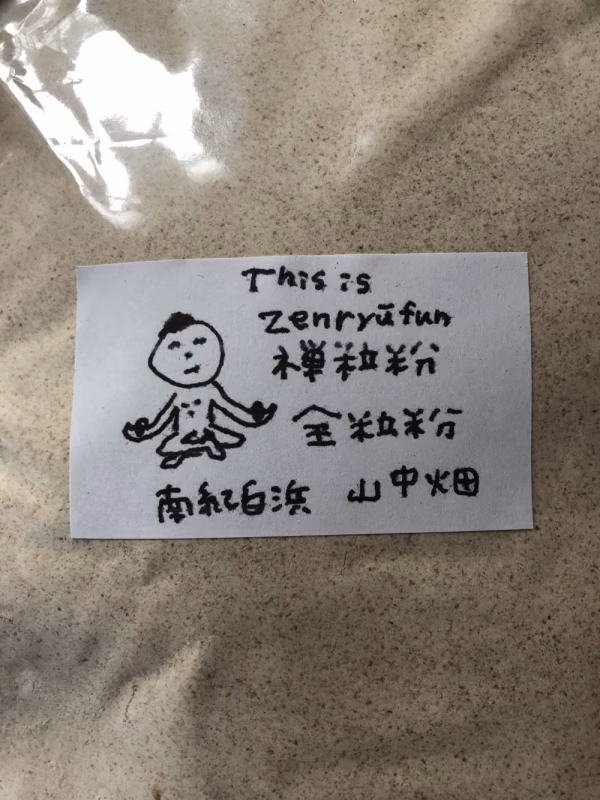 This is
zenryūfun
禅粒粉
全粒粉
南紀白浜 山中畑